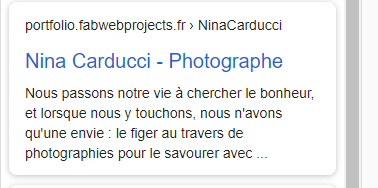 portfolio.fabwebprojects.fr › NinaCarducci
Nina Carducci - Photographe
Nous passons notre vie à chercher le bonheur,
et lorsque nous y touchons, nous n'avons
qu'une envie : le figer au travers de
photographies pour le savourer avec ...